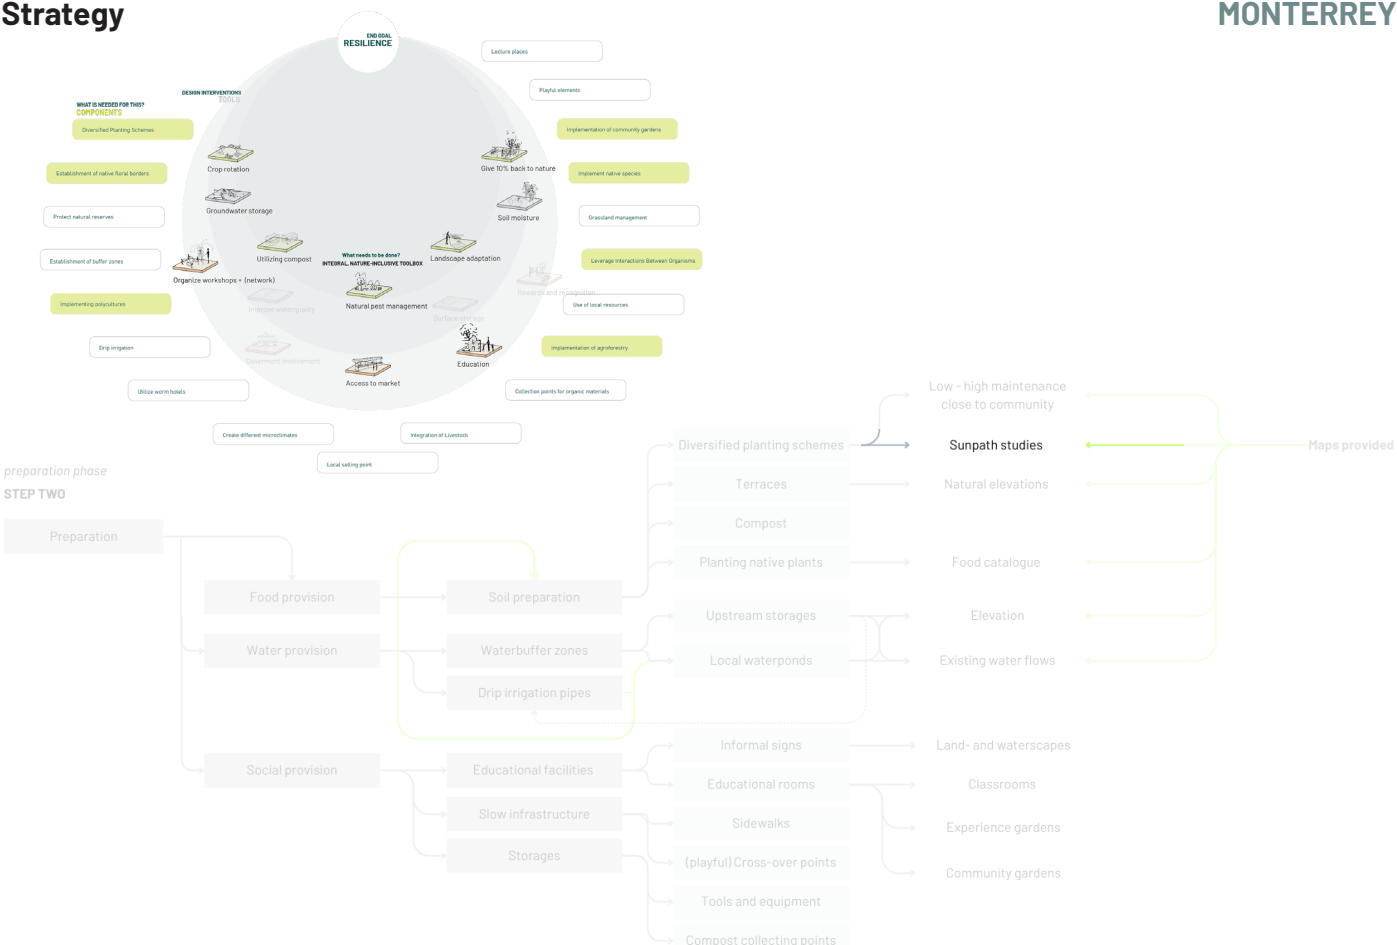 Strategy
MONTERREY
END GOAL
RESILIENCE
DESIGN INTERVENTIONS
TOOLS
WHAT IS NEEDED FOR THIS?
COMPONENTS
Diversified Planting Schemes
Establishment of native floral borders
Protect natural reserves
Establishment of buffer zones
Implementing polycultures
Drip irrigation
Utilize worm hotels
Create different microclimates
Local selling point
Integration of Livestock
Collection points for organic materials
Implementation of agroforestry
Use of local resources
Leverage Interactions Between Organisms
Grassland management
Implement native species
Implementation of community gardens
Playful elements
Lecture places
Crop rotation
Groundwater storage
Utilizing compost
Organize workshops + (network)
Improve waterquality
Goverment involvement
What needs to be done?
INTEGRAL, NATURE-INCLUSIVE TOOLBOX
Natural pest management
Access to market
Give 10% back to nature
Soil moisture
Landscape adaptation
Rewards and recognation
Surface storage
Education
preparation phase
STEP TWO
Preparation
Food provision
Water provision
Social provision
Soil preparation
Waterbuffer zones
Drip irrigation pipes
Educational facilities
Slow infrastructure
Storages
Diversified planting schemes
Terraces
Compost
Planting native plants
Upstream storages
Local waterponds
Informal signs
Educational rooms
Sidewalks
(playful) Cross-over points
Tools and equipment
Compost collecting points
Low - high maintenance
close to community
Sunpath studies
Natural elevations
Food catalogue
Elevation
Existing water flows
Land- and waterscapes
Classrooms
Experience gardens
Community gardens
Maps provided